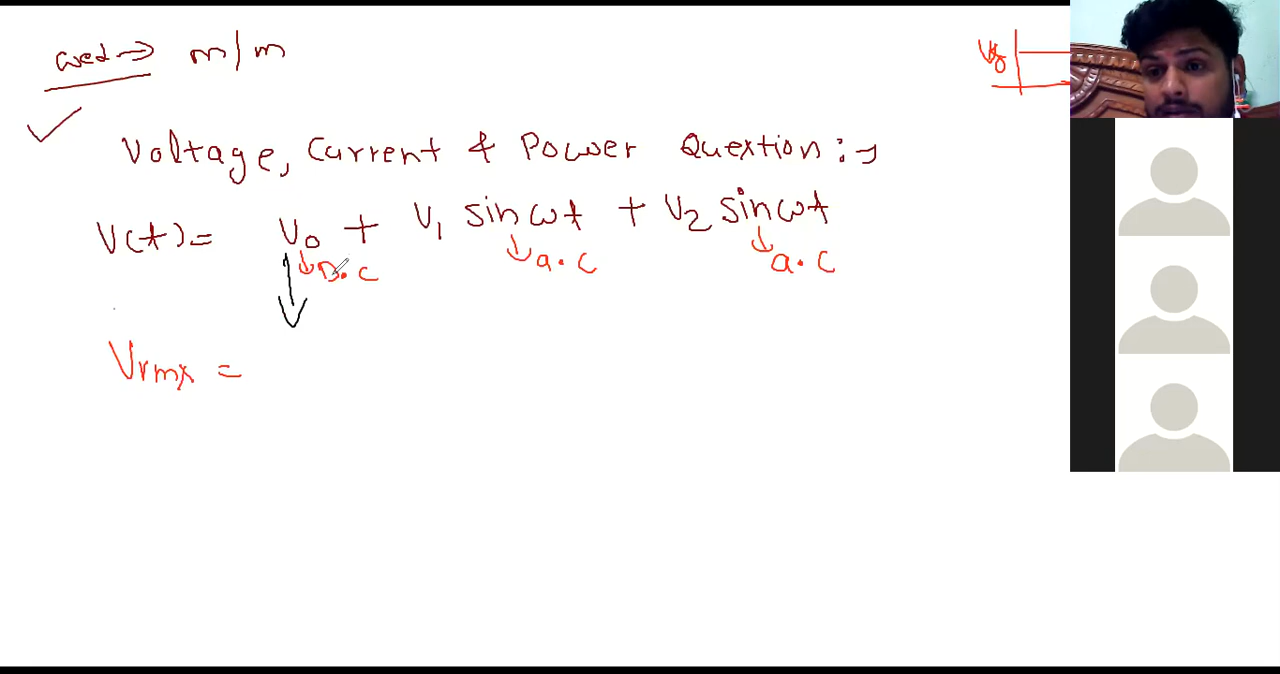 wed → m/m
V0
Voltage, Current & Power Question :→
V(t) = V0 + V1 sin ωt + V2 sin ωt
↳ D.C ↳ a.c ↳ a.c
Vrms =